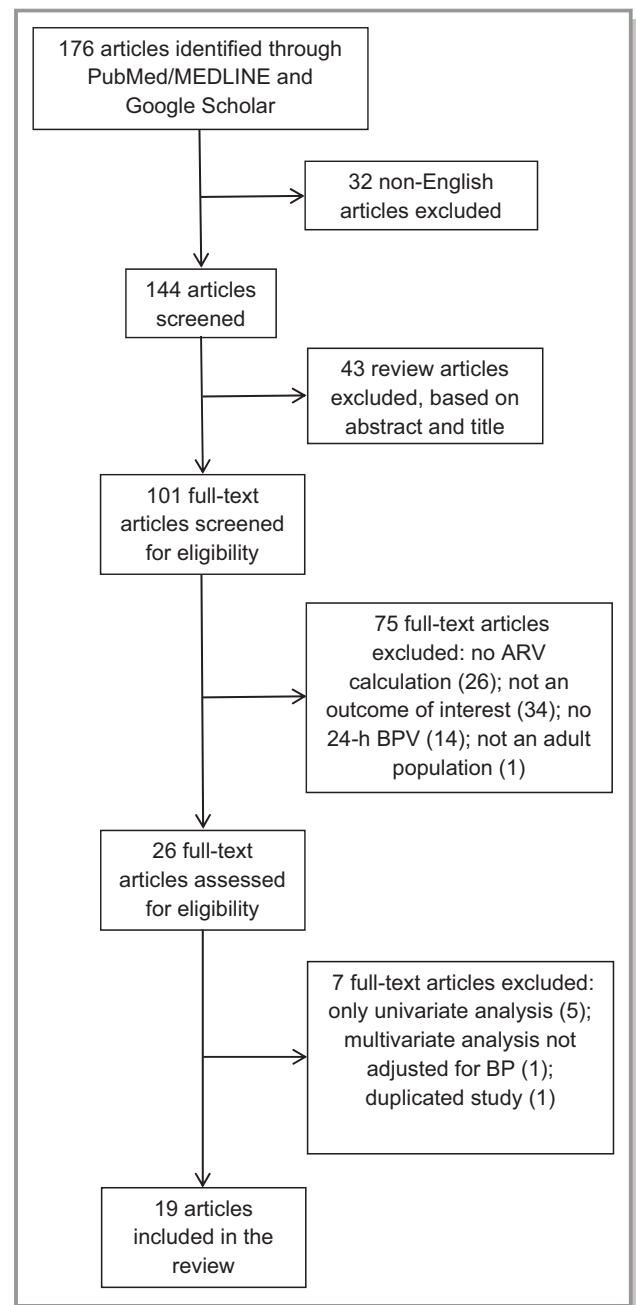 176 articles identified through
PubMed/MEDLINE and
Google Scholar
32 non-English
articles excluded
144 articles
screened
43 review articles
excluded, based on
abstract and title
101 full-text
articles screened
for eligibility
75 full-text articles
excluded: no ARV
calculation (26); not an
outcome of interest (34); no
24-h BPV (14); not an adult
population (1)
26 full-text
articles assessed
for eligibility
7 full-text articles excluded:
only univariate analysis (5);
multivariate analysis not
adjusted for BP (1);
duplicated study (1)
19 articles
included in the
review